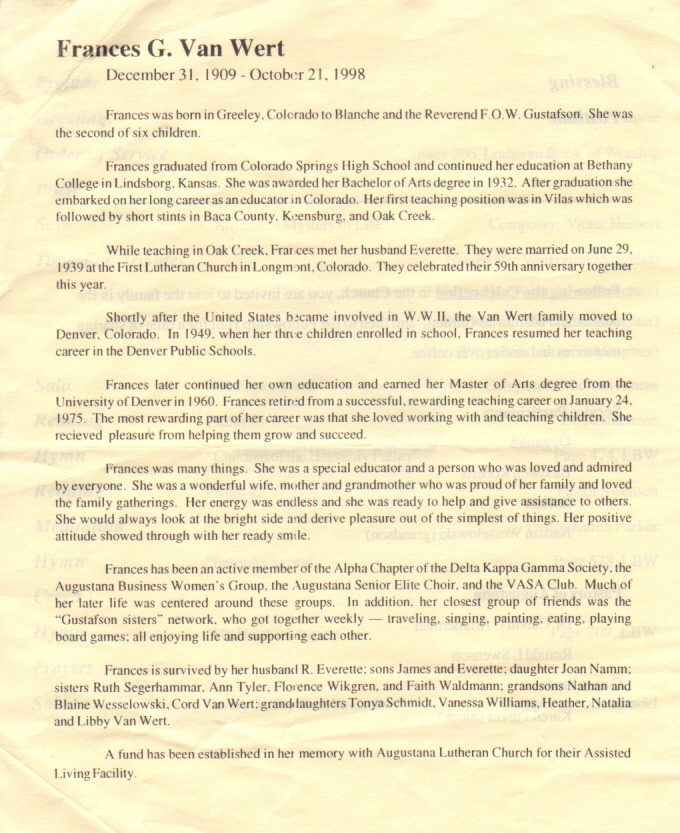 Frances G. Van Wert
December 31, 1909 - October 21, 1998
Frances was born in Greeley, Colorado to Blanche and the Reverend F.O.W. Gustafson. She was
the second of six children.
Frances graduated from Colorado Springs High School and continued her education at Bethany
College in Lindsborg, Kansas. She was awarded her Bachelor of Arts degree in 1932. After graduation she
embarked on her long career as an educator in Colorado. Her first teaching position was in Vilas which was
followed by short stints in Baca County, Keensburg, and Oak Creek.
While teaching in Oak Creek, Frances met her husband Everette. They were married on June 29,
1939 at the First Lutheran Church in Longmont, Colorado. They celebrated their 59th anniversary together
this year.
Shortly after the United States became involved in W.W.II, the Van Wert family moved to
Denver, Colorado. In 1949, when her three children enrolled in school, Frances resumed her teaching
career in the Denver Public Schools.
Frances later continued her own education and earned her Master of Arts degree from the
University of Denver in 1960. Frances retired from a successful, rewarding teaching career on January 24,
1975. The most rewarding part of her career was that she loved working with and teaching children. She
recieved pleasure from helping them grow and succeed.
Frances was many things. She was a special educator and a person who was loved and admired
by everyone. She was a wonderful wife, mother and grandmother who was proud of her family and loved
the family gatherings. Her energy was endless and she was ready to help and give assistance to others.
She would always look at the bright side and derive pleasure out of the simplest of things. Her positive
attitude showed through with her ready smile.
Frances has been an active member of the Alpha Chapter of the Delta Kappa Gamma Society, the
Augustana Business Women's Group, the Augustana Senior Elite Choir, and the VASA Club. Much of
her later life was centered around these groups. In addition, her closest group of friends was the
“Gustafson sisters” network, who got together weekly — traveling, singing, painting, eating, playing
board games; all enjoying life and supporting each other.
Frances is survived by her husband R. Everette; sons James and Everette; daughter Joan Namm;
sisters Ruth Segerhammar, Ann Tyler, Florence Wikgren, and Faith Waldmann; grandsons Nathan and
Blaine Wesselowski, Cord Van Wert; granddaughters Tonya Schmidt, Vanessa Williams, Heather, Natalia
and Libby Van Wert.
A fund has been established in her memory with Augustana Lutheran Church for their Assisted
Living Facility.